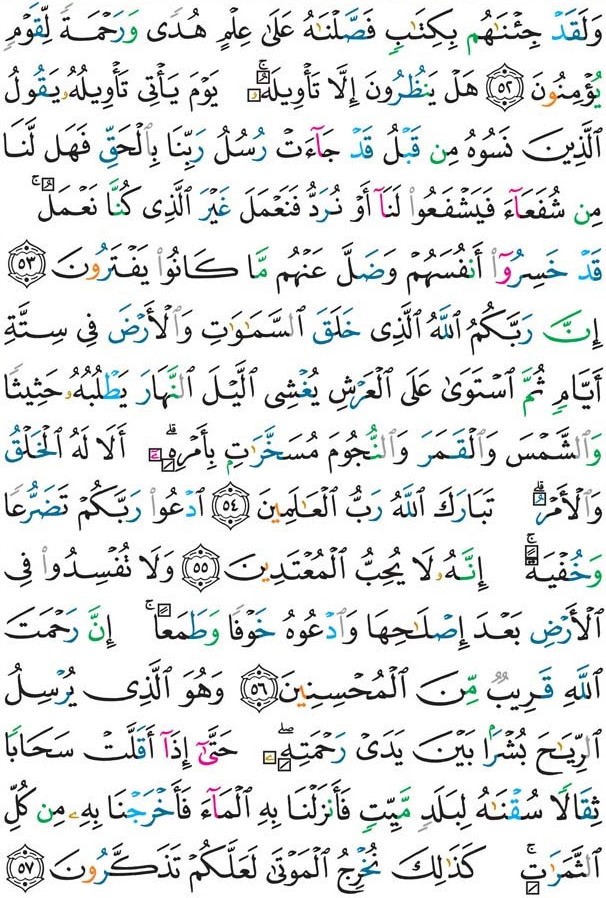 وَلَقَدْ جِئْنَٰهُم بِكِتَٰبٍ فَصَّلْنَٰهُ عَلَىٰ عِلْمٍ هُدًى وَرَحْمَةً لِّقَوْمٍ
يُؤْمِنُونَ ٥٢ هَلْ يَنظُرُونَ إِلَّا تَأْوِيلَهُۥۚ يَوْمَ يَأْتِى تَأْوِيلُهُۥ يَقُولُ
ٱلَّذِينَ نَسُوهُ مِن قَبْلُ قَدْ جَآءَتْ رُسُلُ رَبِّنَا بِٱلْحَقِّ فَهَل لَّنَا
مِن شُفَعَآءَ فَيَشْفَعُوا۟ لَنَآ أَوْ نُرَدُّ فَنَعْمَلَ غَيْرَ ٱلَّذِى كُنَّا نَعْمَلُۚ
قَدْ خَسِرُوٓا۟ أَنفُسَهُمْ وَضَلَّ عَنْهُم مَّا كَانُوا۟ يَفْتَرُونَ ٥٣
إِنَّ رَبَّكُمُ ٱللَّهُ ٱلَّذِى خَلَقَ ٱلسَّمَٰوَٰتِ وَٱلْأَرْضَ فِى سِتَّةِ
أَيَّامٍ ثُمَّ ٱسْتَوَىٰ عَلَى ٱلْعَرْشِ يُغْشِى ٱلَّيْلَ ٱلنَّهَارَ يَطْلُبُهُۥ حَثِيثًا
وَٱلشَّمْسَ وَٱلْقَمَرَ وَٱلنُّجُومَ مُسَخَّرَٰتٍۭ بِأَمْرِهِۦٓۗ أَلَا لَهُ ٱلْخَلْقُ
وَٱلْأَمْرُۗ تَبَارَكَ ٱللَّهُ رَبُّ ٱلْعَٰلَمِينَ ٥٤ ٱدْعُوا۟ رَبَّكُمْ تَضَرُّعًا
وَخُفْيَةًۚ إِنَّهُۥ لَا يُحِبُّ ٱلْمُعْتَدِينَ ٥٥ وَلَا تُفْسِدُوا۟ فِى
ٱلْأَرْضِ بَعْدَ إِصْلَٰحِهَا وَٱدْعُوهُ خَوْفًا وَطَمَعًاۚ إِنَّ رَحْمَتَ
ٱللَّهِ قَرِيبٌ مِّنَ ٱلْمُحْسِنِينَ ٥٦ وَهُوَ ٱلَّذِى يُرْسِلُ
ٱلرِّيَٰحَ بُشْرًۢا بَيْنَ يَدَىْ رَحْمَتِهِۦۖ حَتَّىٰٓ إِذَآ أَقَلَّتْ سَحَابًا
ثِقَالًا سُقْنَٰهُ لِبَلَدٍ مَّيِّتٍ فَأَنزَلْنَا بِهِ ٱلْمَآءَ فَأَخْرَجْنَا بِهِۦ مِن كُلِّ
ٱلثَّمَرَٰتِۚ كَذَٰلِكَ نُخْرِجُ ٱلْمَوْتَىٰ لَعَلَّكُمْ تَذَكَّرُونَ ٥٧